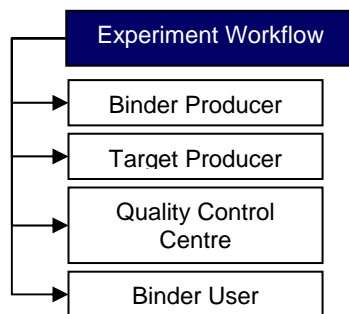 Experiment Workflow
Binder Producer
Target Producer
Quality Control
Centre
Binder User